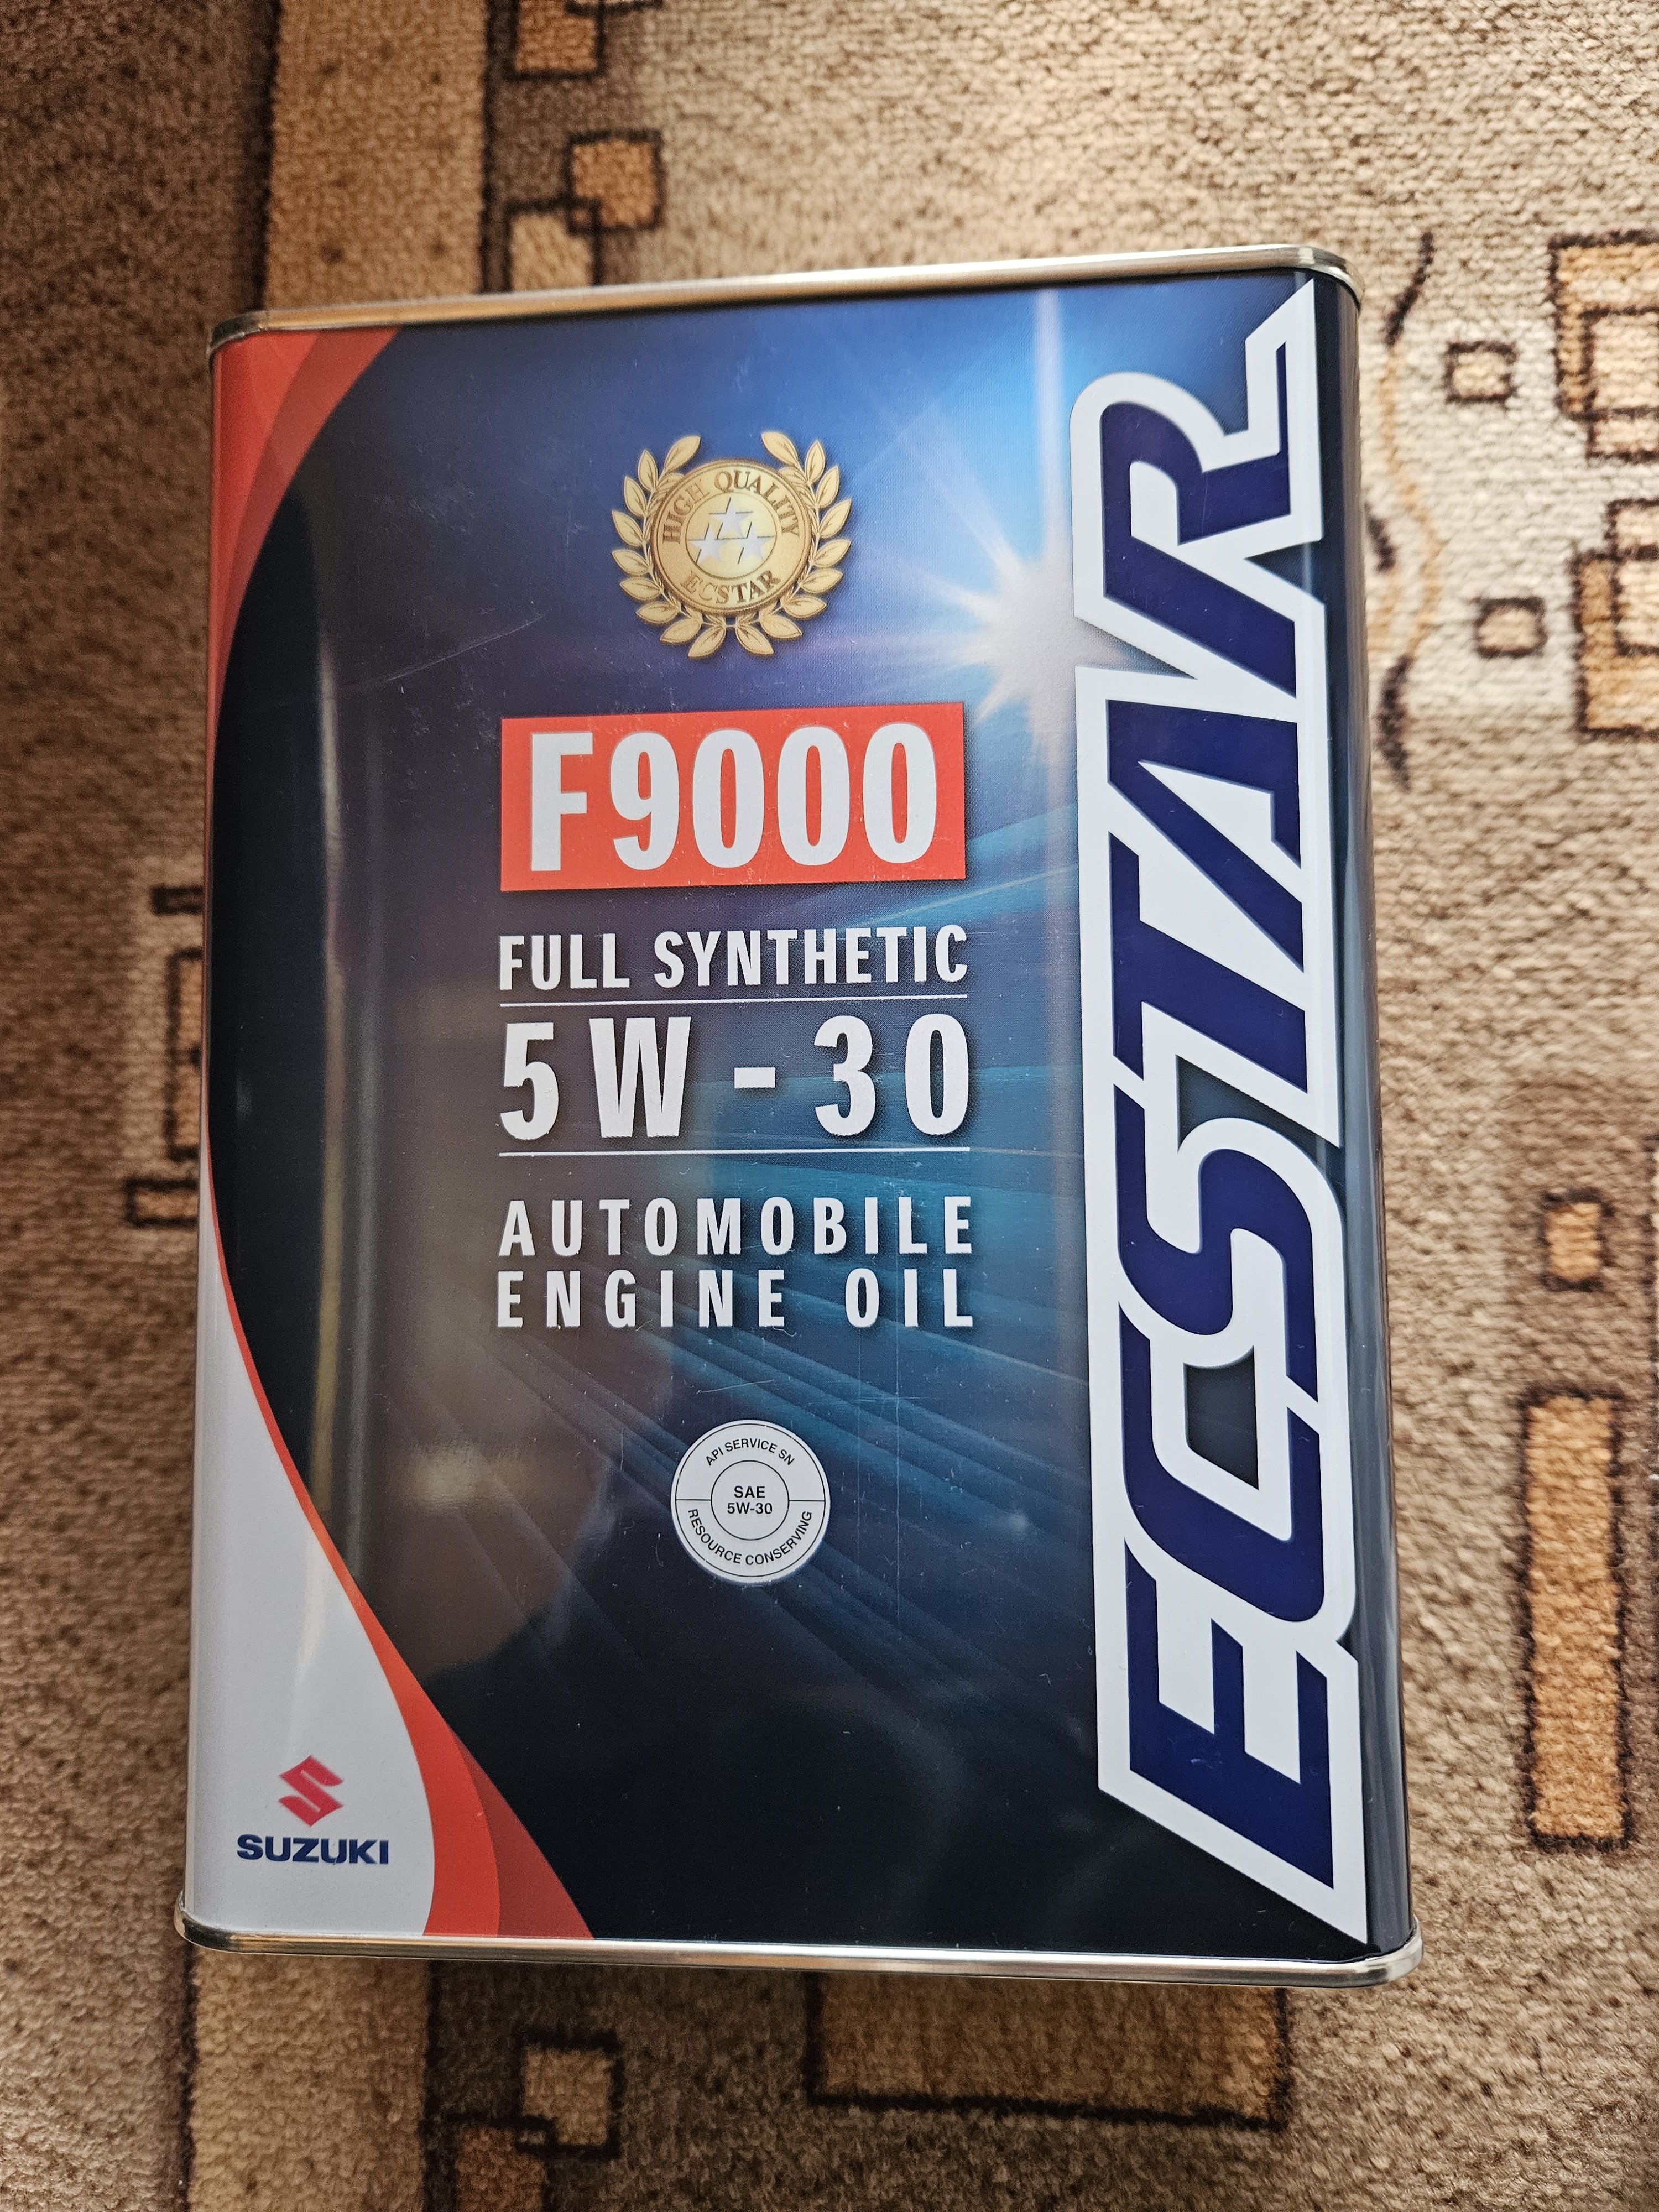 HIGH QUALITY
ECSTAR
F9000
FULL SYNTHETIC
5W-30
AUTOMOBILE
ENGINE OIL
API SERVICE SN
SAE
5W-30
RESOURCE CONSERVING
SUZUKI
ECSTAR